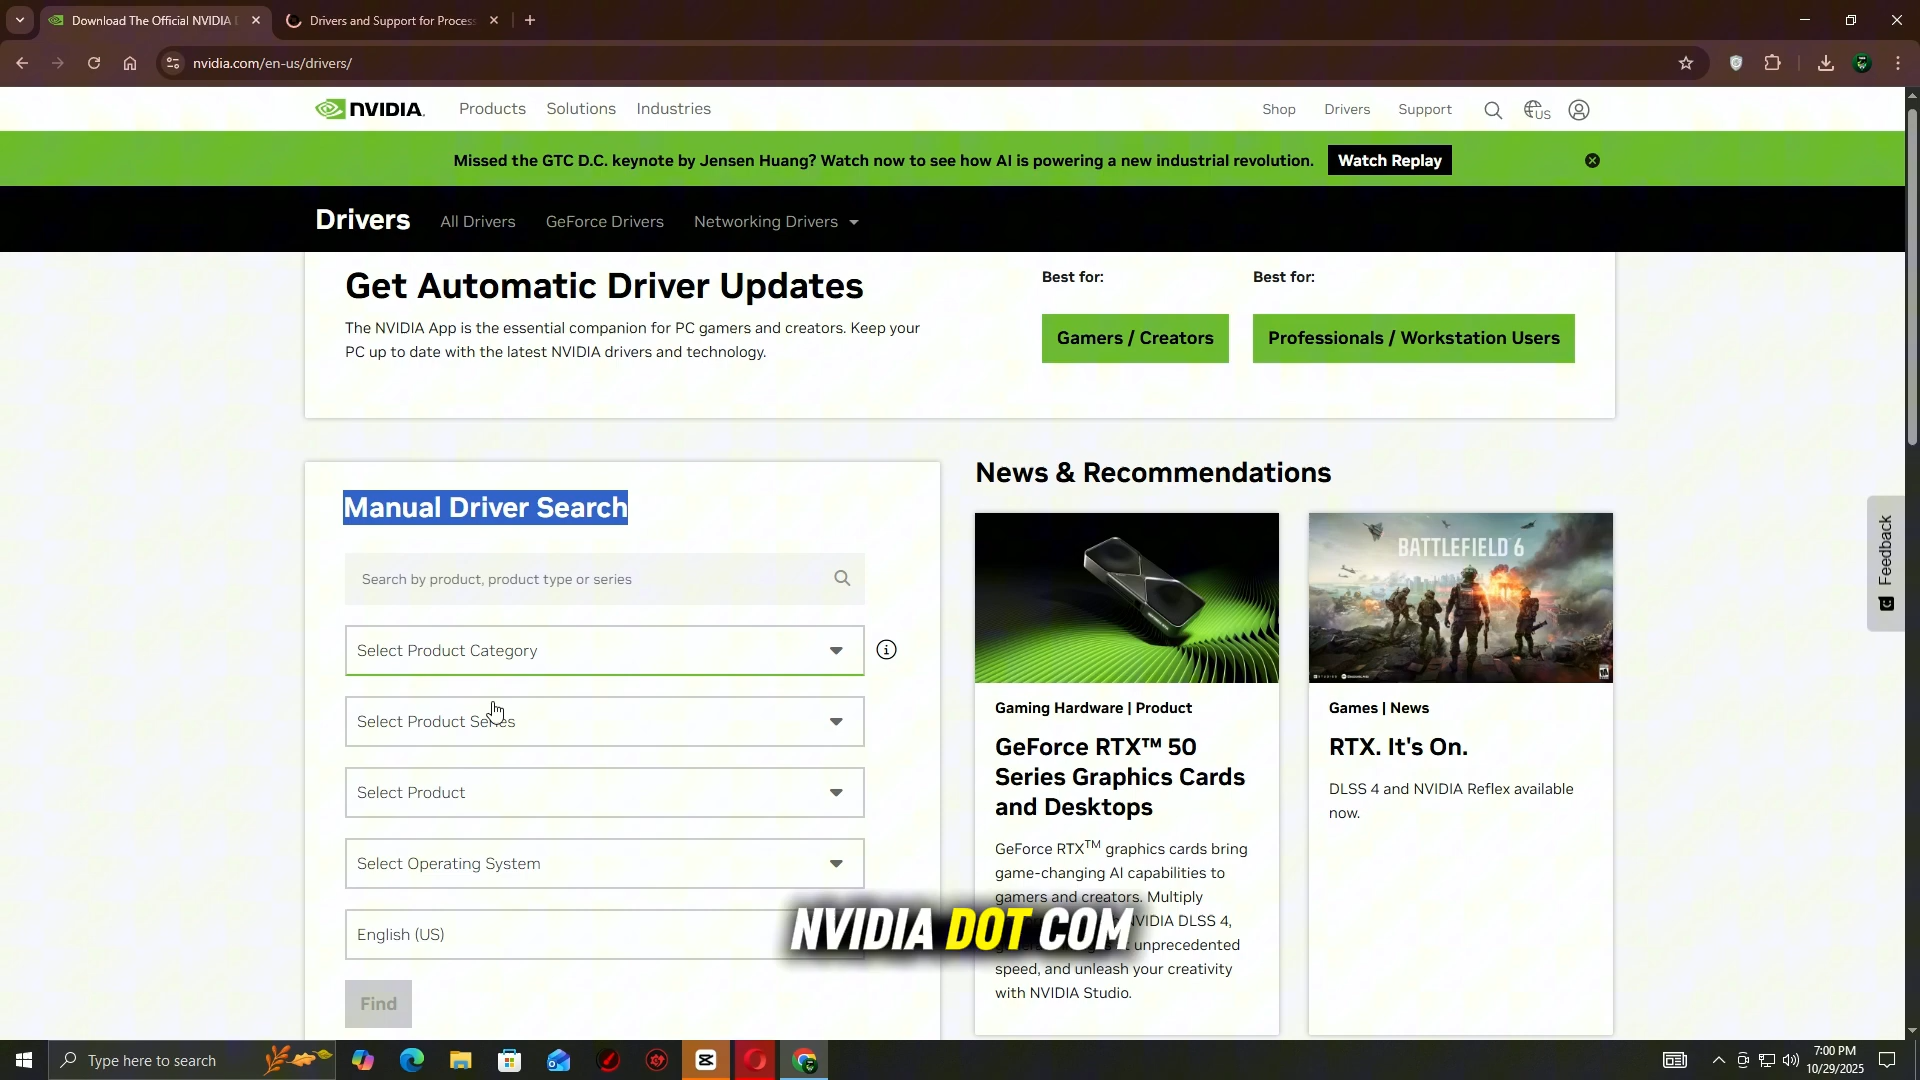 Download The Official NVIDIA D
Drivers and Support for Process
nvidia.com/en-us/drivers/
NVIDIA.
Products
Solutions
Industries
Shop
Drivers
Support
US
Missed the GTC D.C. keynote by Jensen Huang? Watch now to see how AI is powering a new industrial revolution.
Watch Replay
Drivers
All Drivers
GeForce Drivers
Networking Drivers
Get Automatic Driver Updates
The NVIDIA App is the essential companion for PC gamers and creators. Keep your
PC up to date with the latest NVIDIA drivers and technology.
Best for:
Gamers / Creators
Best for:
Professionals / Workstation Users
Manual Driver Search
Search by product, product type or series
Select Product Category
Select Product Series
Select Product
Select Operating System
English (US)
Find
News & Recommendations
Gaming Hardware | Product
GeForce RTX™ 50
Series Graphics Cards
and Desktops
GeForce RTX™ graphics cards bring
game-changing AI capabilities to
gamers and creators. Multiply
NVIDIA DLSS 4,
unprecedented
speed, and unleash your creativity
with NVIDIA Studio.
BATTLEFIELD 6
Games | News
RTX. It's On.
DLSS 4 and NVIDIA Reflex available
now.
Feedback
NVIDIA DOT COM
Type here to search
7:00 PM
10/29/2025